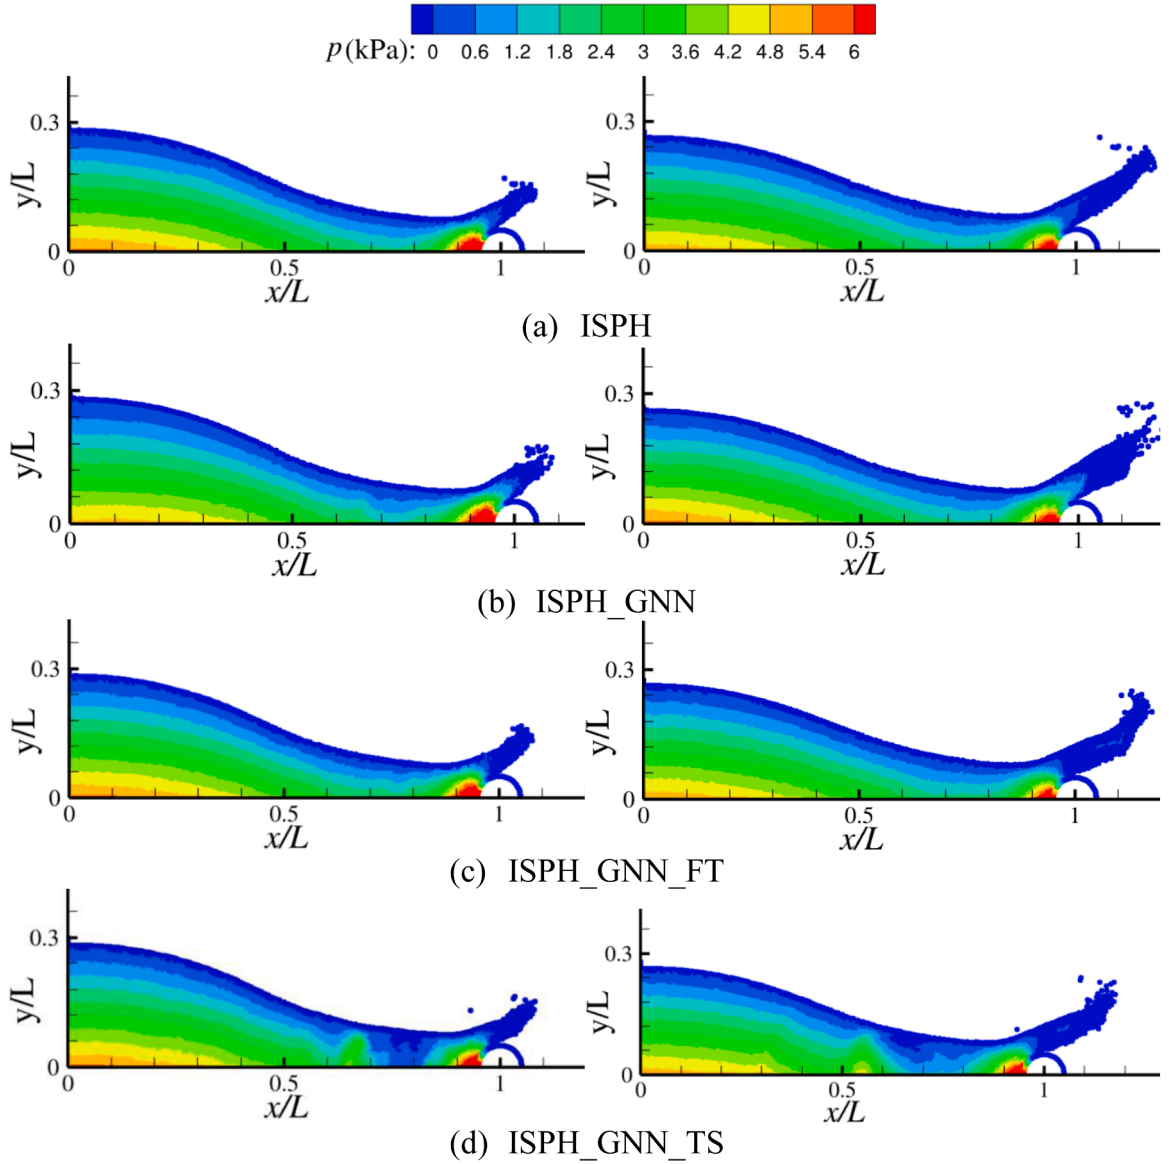 p(kPa): 0 0.6 1.2 1.8 2.4 3 3.6 4.2 4.8 5.4 6
y/L 0.3 0 y/L 0.3 0
0 0.5 1 0 0.5 1
x/L x/L
(a) ISPH
y/L 0.3 0 y/L 0.3 0
0 0.5 1 0 0.5 1
x/L x/L
(b) ISPH_GNN
y/L 0.3 0 y/L 0.3 0
0 0.5 1 0 0.5 1
x/L x/L
(c) ISPH_GNN_FT
y/L 0.3 0 y/L 0.3 0
0 0.5 1 0 0.5 1
x/L x/L
(d) ISPH_GNN_TS